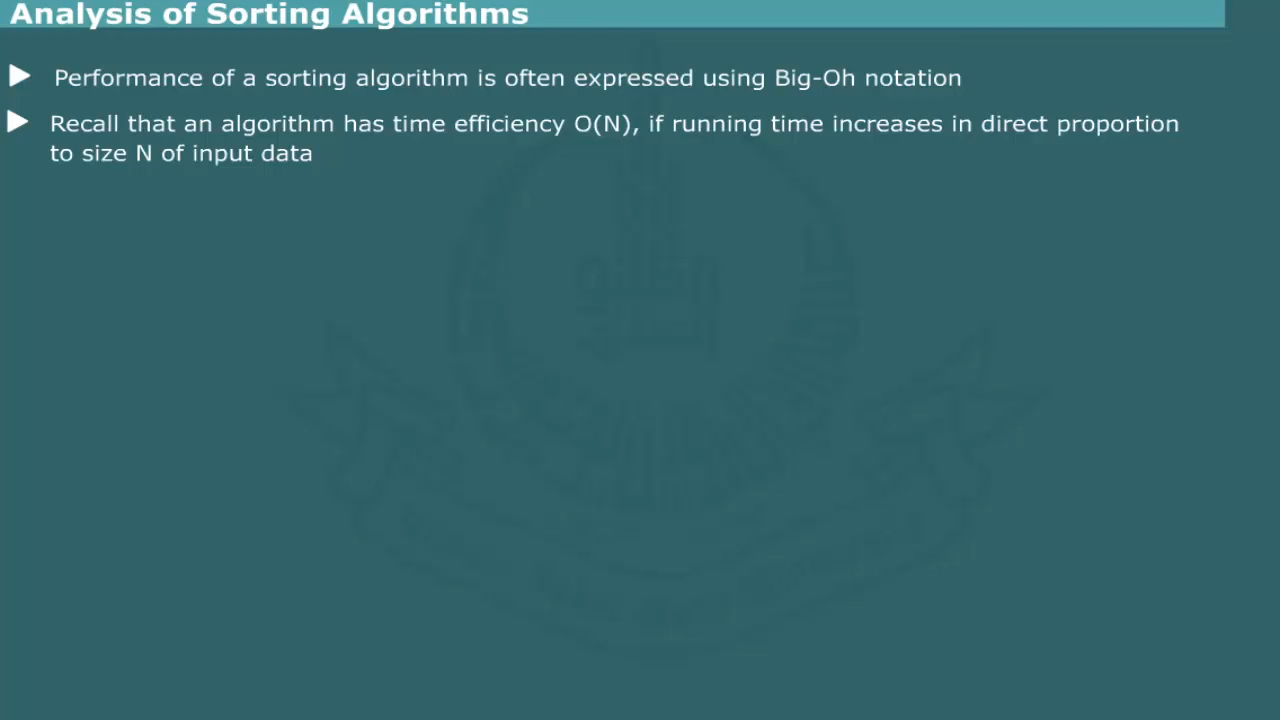 Analysis of Sorting Algorithms
Performance of a sorting algorithm is often expressed using Big-Oh notation
Recall that an algorithm has time efficiency O(N), if running time increases in direct proportion
to size N of input data